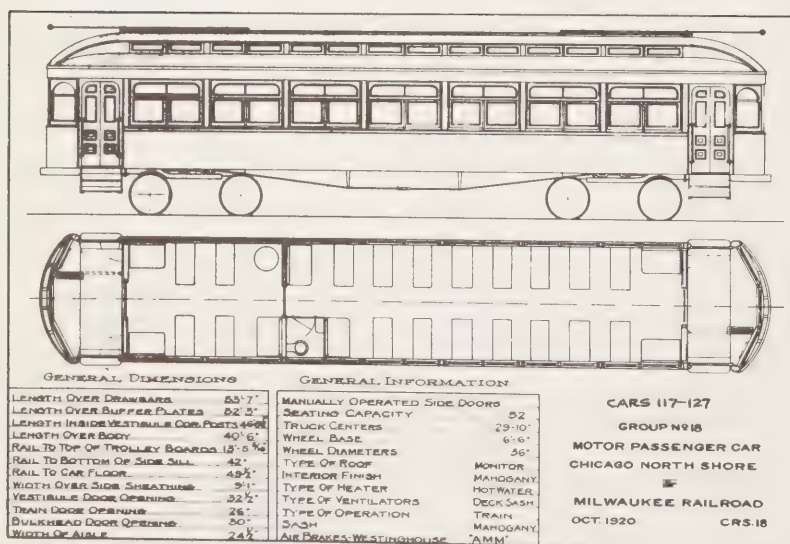 GENERAL DIMENSIONS
LENGTH OVER DRAWBARS 53'-7"
LENGTH OVER BUFFER PLATES 52'-5"
LENGTH INSIDE VESTIBULE COR. POSTS
LENGTH OVER BODY 40'-6"
RAIL TO TOP OF TROLLEY BOARDS
RAIL TO BOTTOM OF SIDE SILL 42"
RAIL TO CAR FLOOR
WIDTH OVER SIDE SHEATHING 9'-1"
VESTIBULE DOOR OPENING 32½"
TRAIN DOOR OPENING 26"
BULKHEAD DOOR OPENING 30"
WIDTH OF AISLE 24½"
GENERAL INFORMATION
MANUALLY OPERATED SIDE DOORS
SEATING CAPACITY 52
TRUCK CENTERS 29'-10"
WHEEL BASE 6'-6"
WHEEL DIAMETERS 36"
TYPE OF ROOF MONITOR
INTERIOR FINISH MAHOGANY
TYPE OF HEATER HOT WATER
TYPE OF VENTILATORS DECK SASH
TYPE OF OPERATION TRAIN
SASH MAHOGANY
AIR BRAKES-WESTINGHOUSE "AMM"
CARS 117-127
GROUP Nº 18
MOTOR PASSENGER CAR
CHICAGO NORTH SHORE
&
MILWAUKEE RAILROAD
OCT. 1920 CRS-18